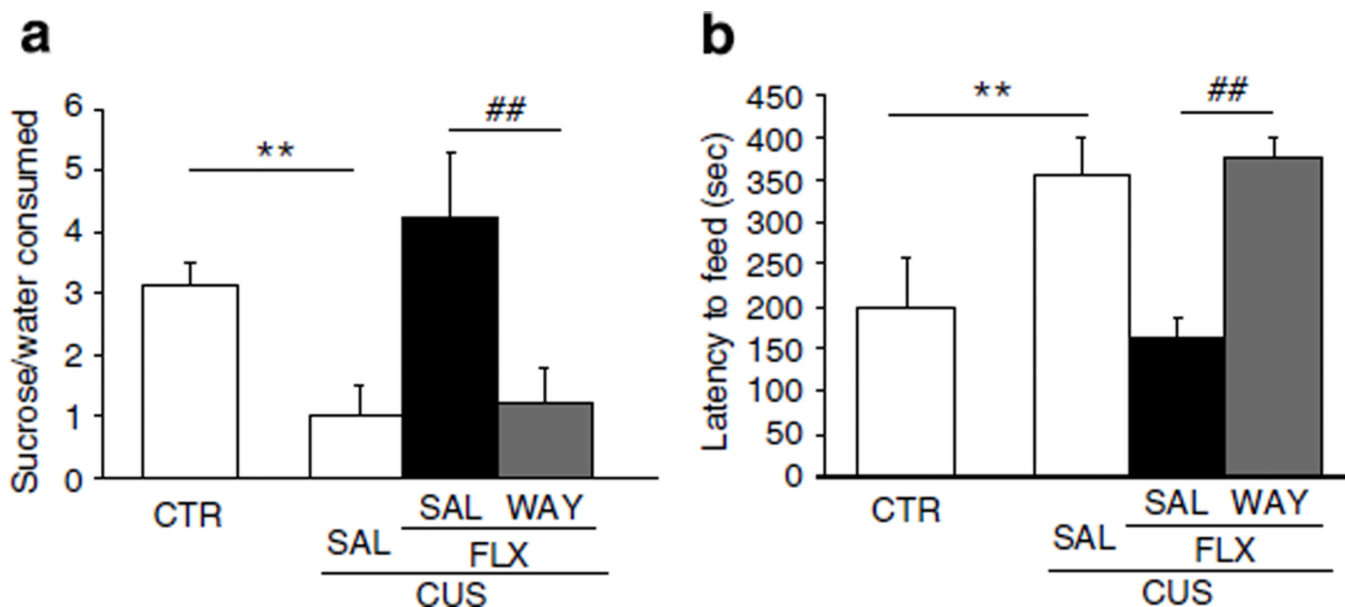 a
Sucrose/water consumed
6
5
4
3
2
1
0
**
##
CTR
SAL
SAL WAY
FLX
CUS
b
Latency to feed (sec)
450
400
350
300
250
200
150
100
50
0
**
##
CTR
SAL
SAL WAY
FLX
CUS